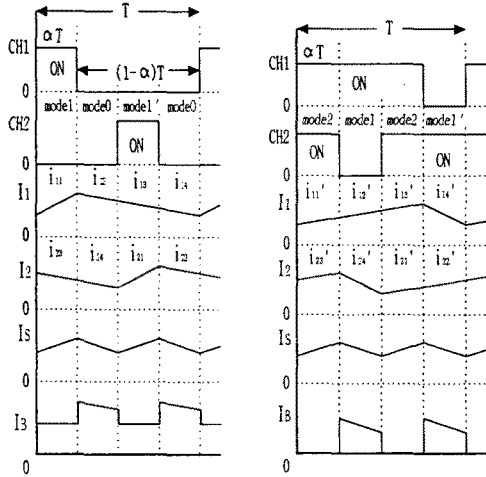 T
CH1 αT
ON (1-α)T
0
mode1 mode0 mode1' mode0
CH2
ON
0
I1 i11 i12 i13 i14
0
I2 i23 i24 i21 i22
0
IS
0
IB
0
T
CH1 αT
ON
0
mode2 mode1 mode2 mode1'
CH2
ON ON
0
I1 i11' i12' i13' i14'
0
I2 i23' i24' i21' i22'
0
IS
0
IB
0